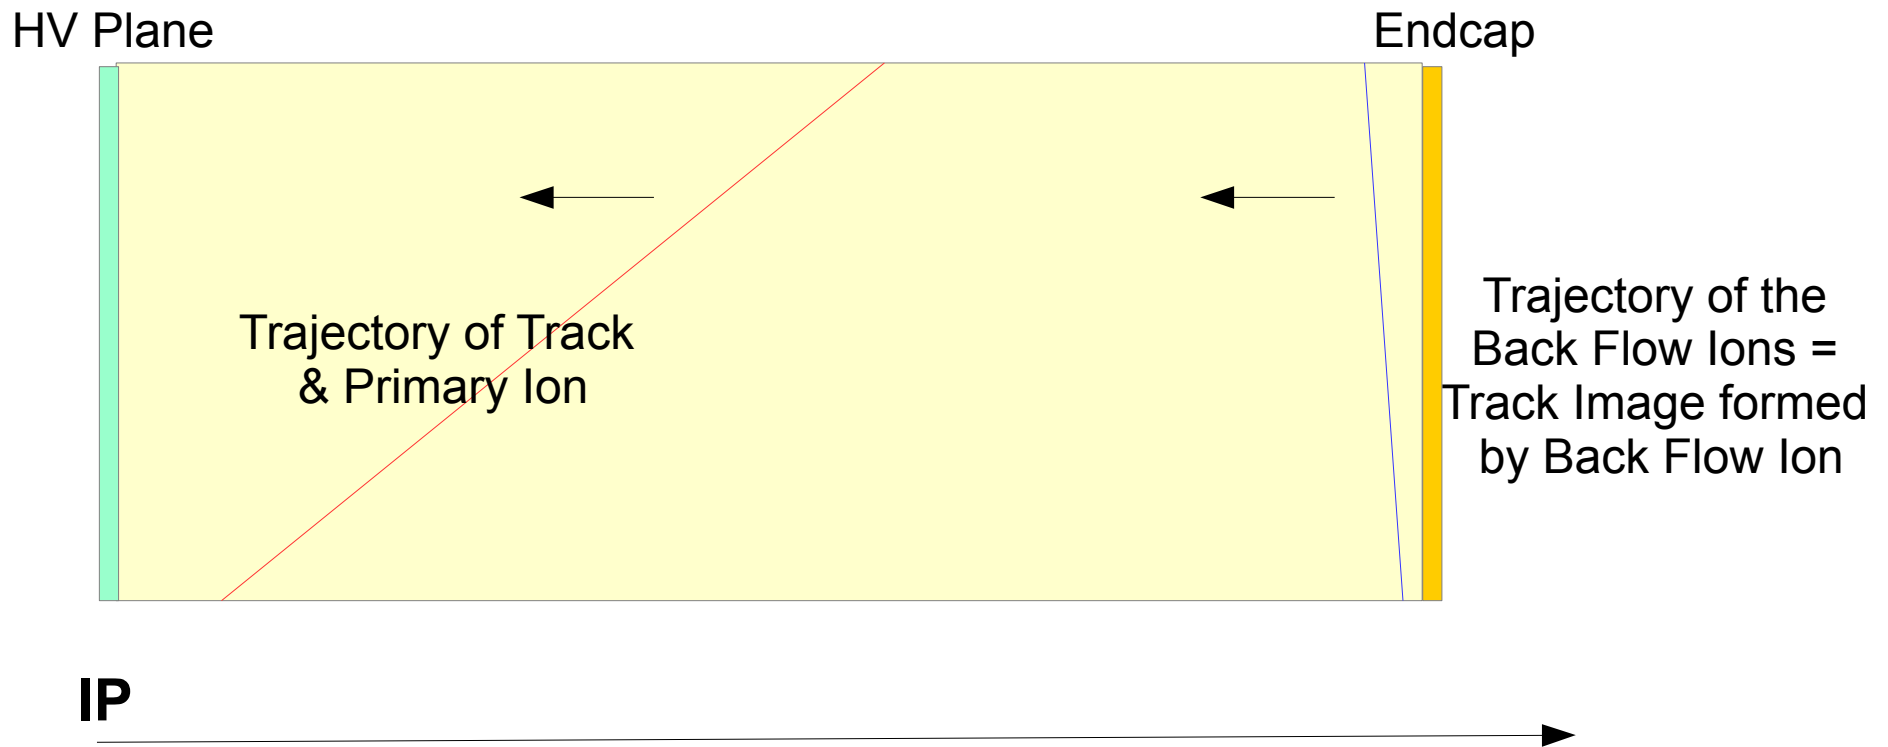 HV Plane
Endcap
Trajectory of Track
& Primary Ion
Trajectory of the
Back Flow Ions =
Track Image formed
by Back Flow Ion
IP